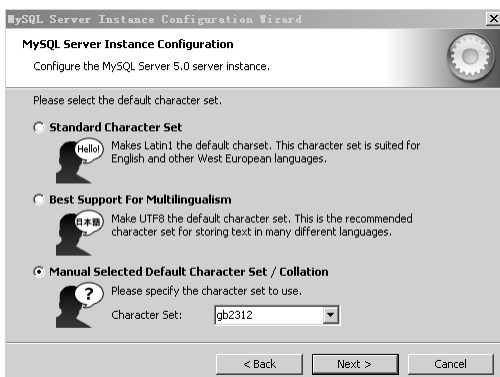 MySQL Server Instance Configuration Wizard
MySQL Server Instance Configuration
Configure the MySQL Server 5.0 server instance.
Please select the default character set.
Standard Character Set
Hello!
Makes Latin1 the default charset. This character set is suited for
English and other West European languages.
Best Support For Multilingualism
日本語
Make UTF8 the default character set. This is the recommended
character set for storing text in many different languages.
Manual Selected Default Character Set / Collation
?
Please specify the character set to use.
Character Set:
gb2312
< Back
Next >
Cancel